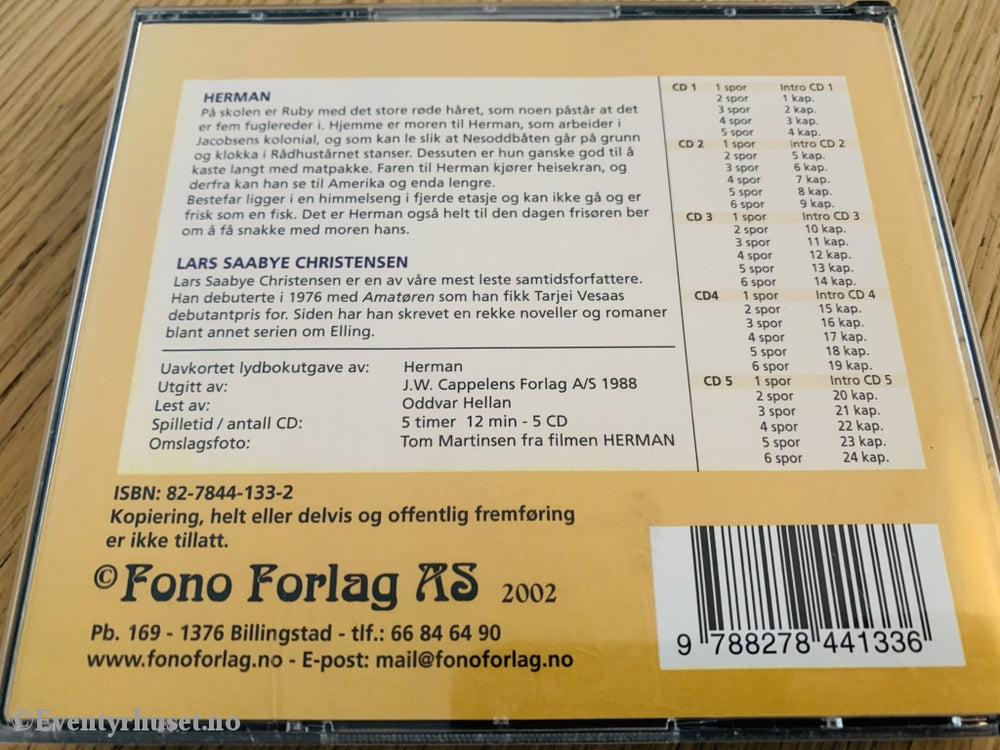 HERMAN
På skolen er Ruby med det store røde håret, som noen påstår at det
er fem fuglereder i. Hjemme er moren til Herman, som arbeider i
Jacobsens kolonial, og som kan le slik at Nesoddbåten går på grunn
og klokka i Rådhustårnet stanser. Dessuten er hun ganske god til å
kaste langt med matpakke. Faren til Herman kjører heisekran, og
derfra kan han se til Amerika og enda lengre.
Bestefar ligger i en himmelseng i fjerde etasje og kan ikke gå og er
frisk som en fisk. Det er Herman også helt til den dagen frisøren ber
om å få snakke med moren hans.
LARS SAABYE CHRISTENSEN
Lars Saabye Christensen er en av våre mest leste samtidsforfattere.
Han debuterte i 1976 med Amatøren som han fikk Tarjei Vesaas
debutantpris for. Siden har han skrevet en rekke noveller og romaner
blant annet serien om Elling.
Uavkortet lydbokutgave av: Herman
Utgitt av: J.W. Cappelens Forlag A/S 1988
Lest av: Oddvar Hellan
Spilletid / antall CD: 5 timer 12 min - 5 CD
Omslagsfoto: Tom Martinsen fra filmen HERMAN
CD 1 1 spor Intro CD 1
2 spor 1 kap.
3 spor 2 kap.
4 spor 3 kap.
5 spor 4 kap.
CD 2 1 spor Intro CD 2
2 spor 5 kap.
3 spor 6 kap.
4 spor 7 kap.
5 spor 8 kap.
6 spor 9 kap.
CD 3 1 spor Intro CD 3
2 spor 10 kap.
3 spor 11 kap.
4 spor 12 kap.
5 spor 13 kap.
6 spor 14 kap.
CD4 1 spor Intro CD 4
2 spor 15 kap.
3 spor 16 kap.
4 spor 17 kap.
5 spor 18 kap.
6 spor 19 kap.
CD 5 1 spor Intro CD 5
2 spor 20 kap.
3 spor 21 kap.
4 spor 22 kap.
5 spor 23 kap.
6 spor 24 kap.
ISBN: 82-7844-133-2
Kopiering, helt eller delvis og offentlig fremføring
er ikke tillatt.
© Fono Forlag AS 2002
Pb. 169 - 1376 Billingstad - tlf.: 66 84 64 90
www.fonoforlag.no - E-post: mail@fonoforlag.no
9 788278 441336
©Eventyrhuset.no